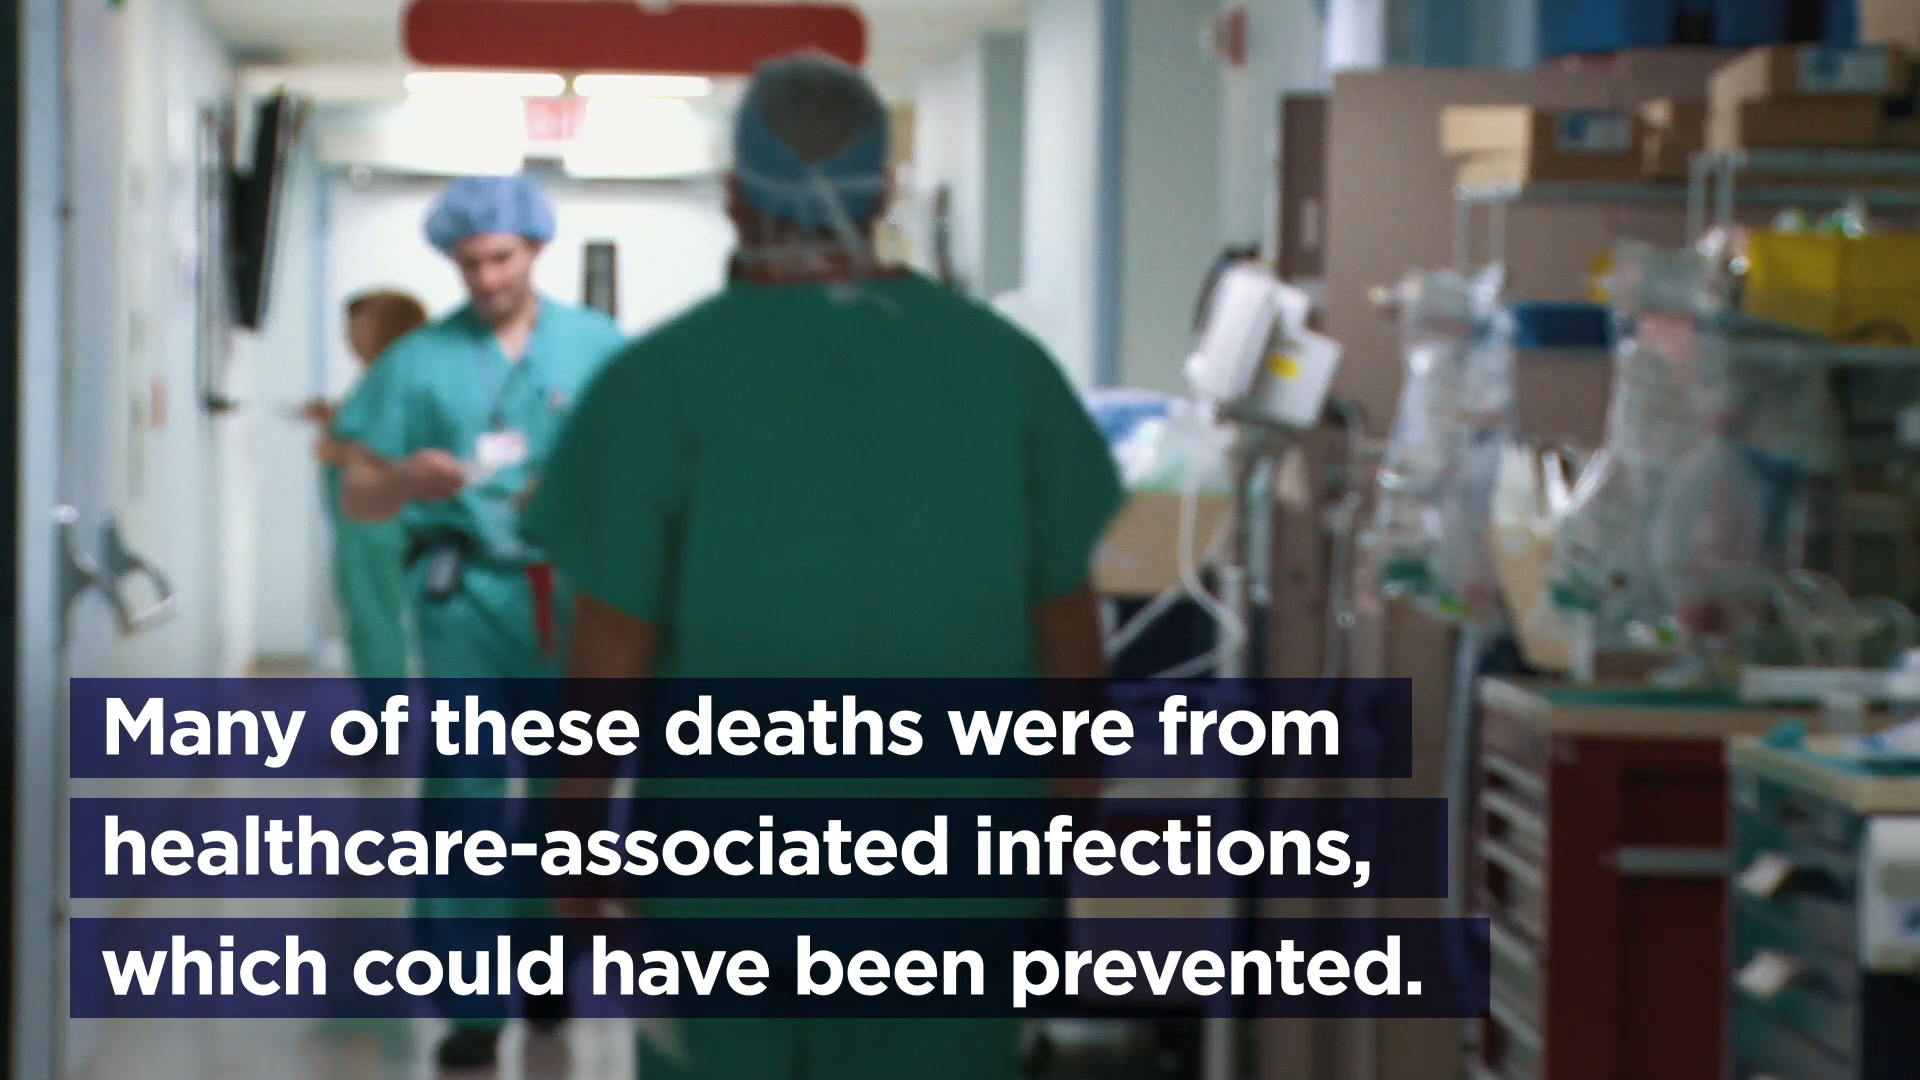 Many of these deaths were from
healthcare-associated infections,
which could have been prevented.